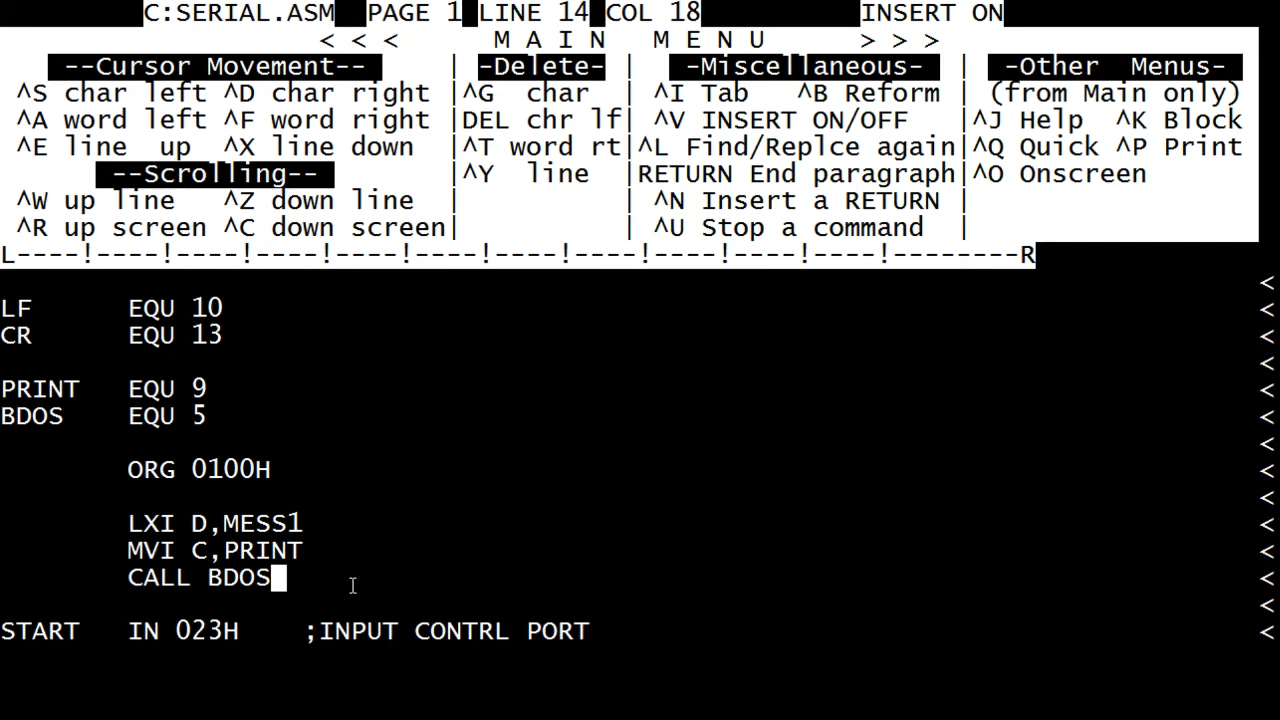 C:SERIAL.ASM PAGE 1 LINE 14 COL 18 INSERT ON
< < < M A I N M E N U > > >
--Cursor Movement-- | -Delete- | -Miscellaneous- | -Other Menus-
^S char left ^D char right |^G char | ^I Tab ^B Reform | (from Main only)
^A word left ^F word right |DEL chr lf| ^V INSERT ON/OFF |^J Help ^K Block
^E line up ^X line down |^T word rt|^L Find/Replce again|^Q Quick ^P Print
--Scrolling-- |^Y line |RETURN End paragraph|^O Onscreen
^W up line ^Z down line | | ^N Insert a RETURN |
^R up screen ^C down screen| | ^U Stop a command |
L----!----!----!----!----!----!----!----!----!----!----!--------R
<
LF EQU 10 <
CR EQU 13 <
<
PRINT EQU 9 <
BDOS EQU 5 <
<
ORG 0100H <
<
LXI D,MESS1 <
MVI C,PRINT <
CALL BDOS <
<
START IN 023H ;INPUT CONTRL PORT <